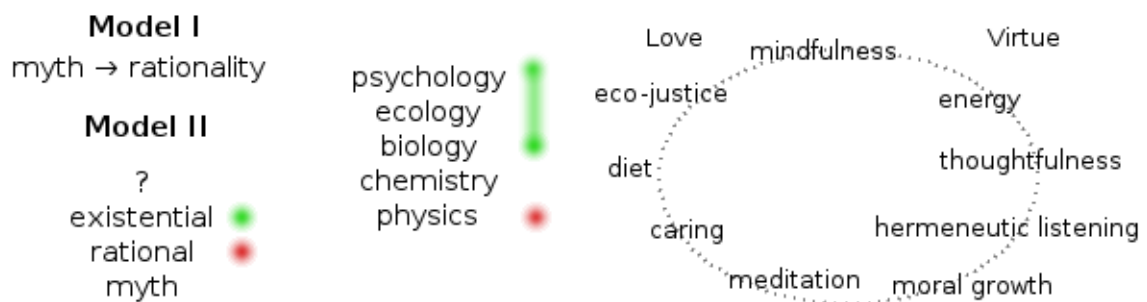 Model I
myth → rationality
Model II
?
existential
rational
myth
psychology
ecology
biology
chemistry
physics
Love
Virtue
mindfulness
eco-justice
energy
diet
thoughtfulness
caring
hermeneutic listening
meditation
moral growth